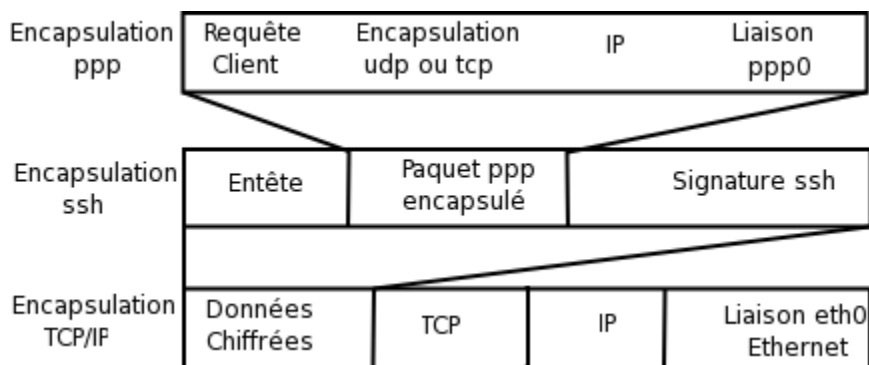 Encapsulation
ppp
Requête
Client
Encapsulation
udp ou tcp
IP
Liaison
ppp0
Encapsulation
ssh
Entête
Paquet ppp
encapsulé
Signature ssh
Encapsulation
TCP/IP
Données
Chiffrées
TCP
IP
Liaison eth0
Ethernet